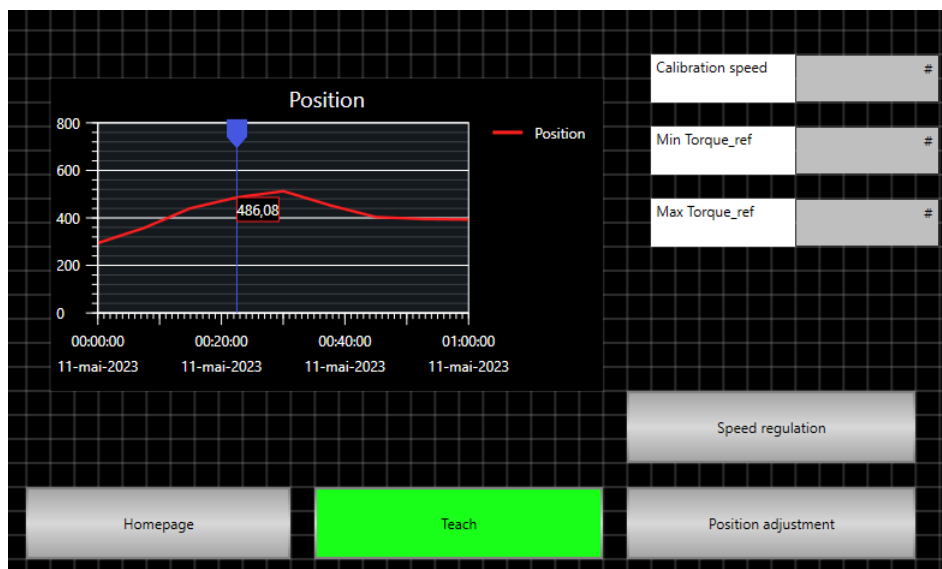 Position
800
600
400
200
0
486,08
Position
00:00:00 00:20:00 00:40:00 01:00:00
11-mai-2023 11-mai-2023 11-mai-2023 11-mai-2023
Calibration speed #
Min Torque_ref #
Max Torque_ref #
Speed regulation
Homepage Teach Position adjustment